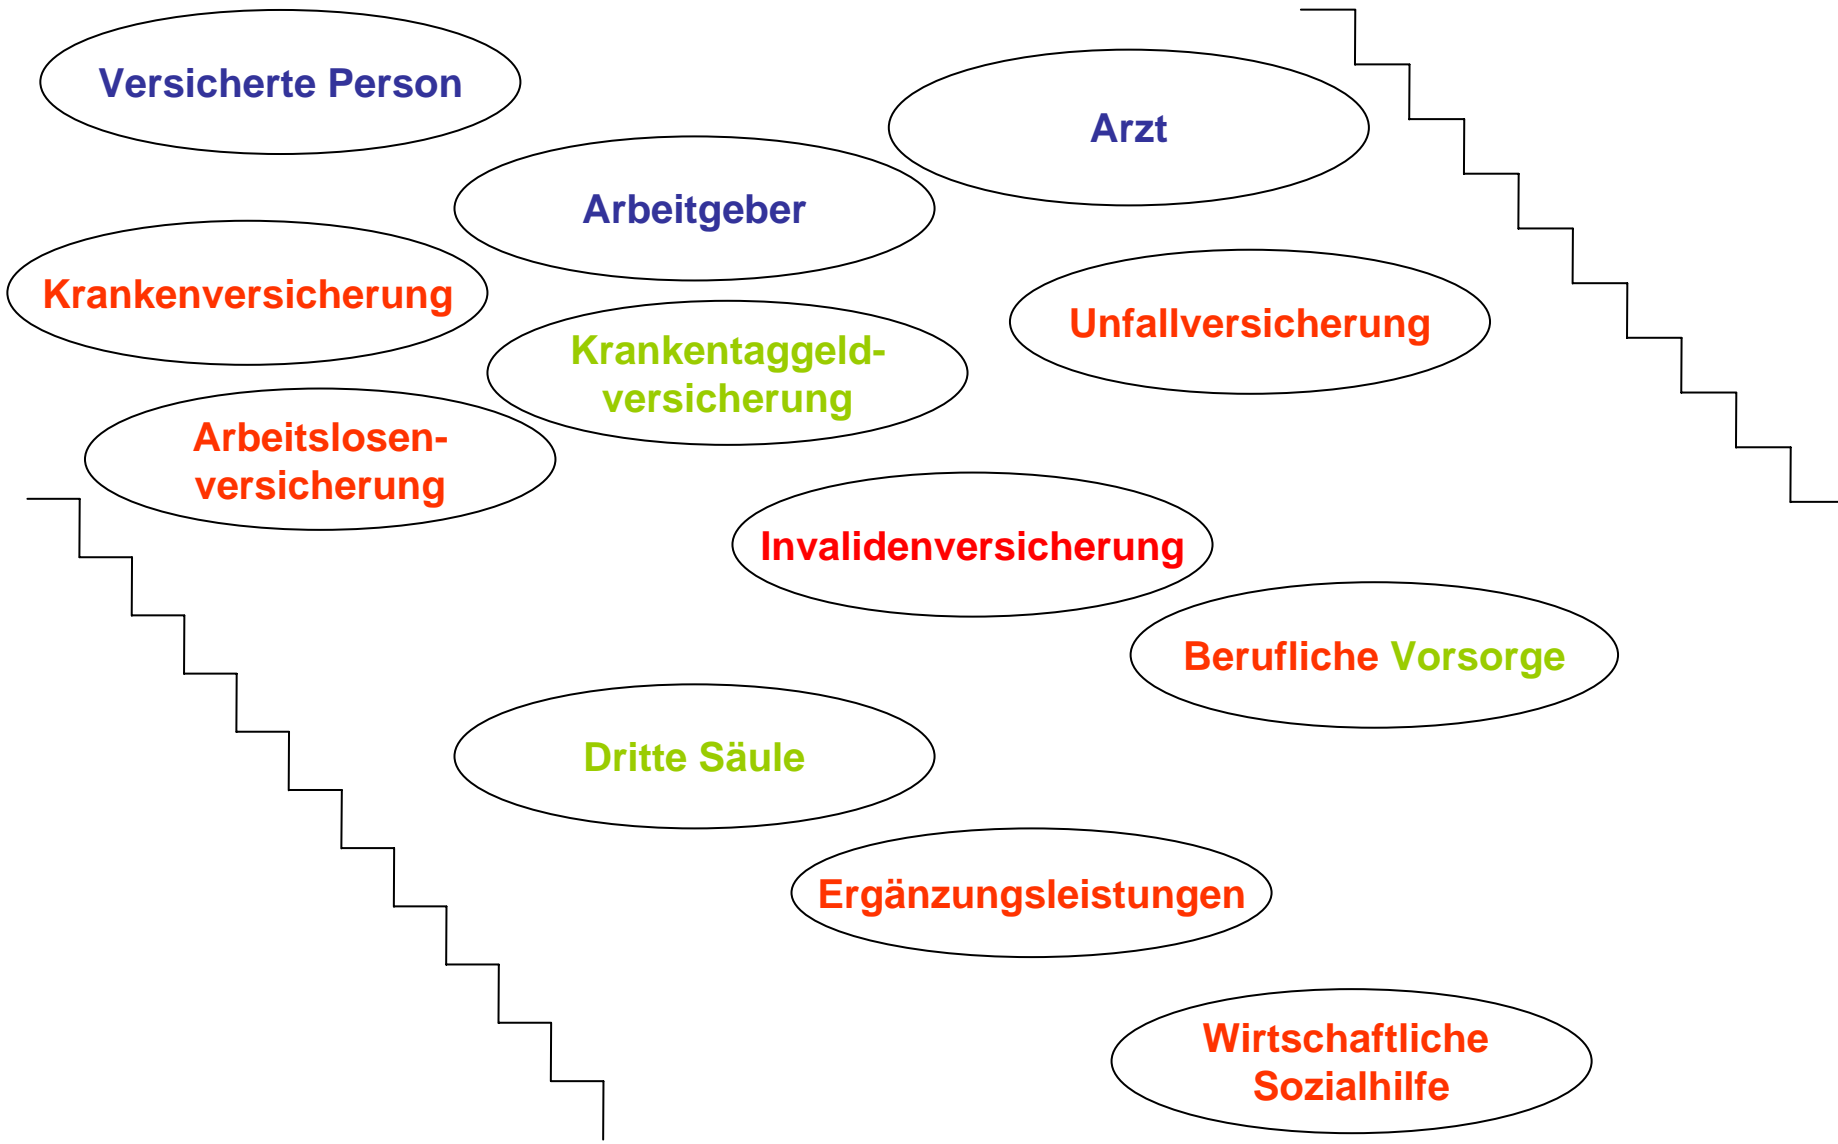 Versicherte Person
Arzt
Arbeitgeber
Krankenversicherung
Unfallversicherung
Krankentaggeld-
versicherung
Arbeitslosen-
versicherung
Invalidenversicherung
Berufliche Vorsorge
Dritte Säule
Ergänzungsleistungen
Wirtschaftliche
Sozialhilfe